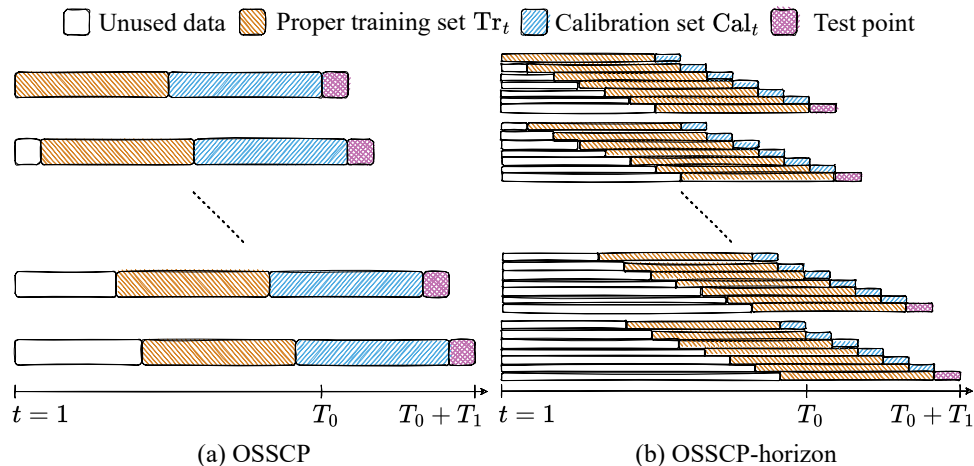 Unused data Proper training set Tr_t Calibration set Cal_t Test point
t = 1 T_0 T_0 + T_1
t = 1 T_0 T_0 + T_1
(a) OSSCP
(b) OSSCP-horizon